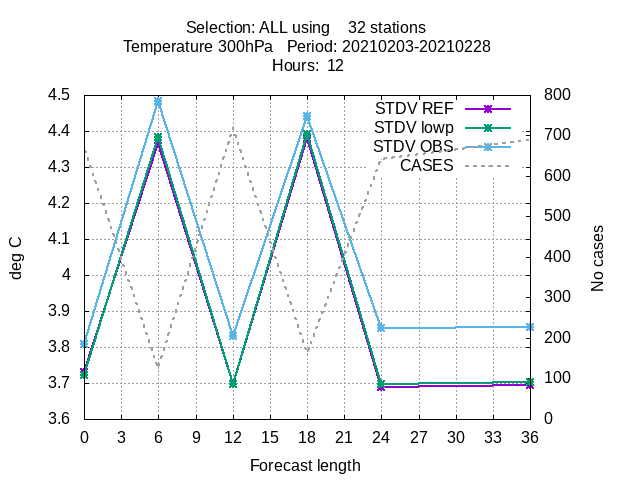 Selection: ALL using    32 stations
Temperature 300hPa   Period: 20210203-20210228
Hours:  12
STDV REF
STDV lowp
STDV OBS
CASES
4.5
4.4
4.3
4.2
4.1
4
3.9
3.8
3.7
3.6
deg C
800
700
600
500
400
300
200
100
0
No cases
0 3 6 9 12 15 18 21 24 27 30 33 36
Forecast length